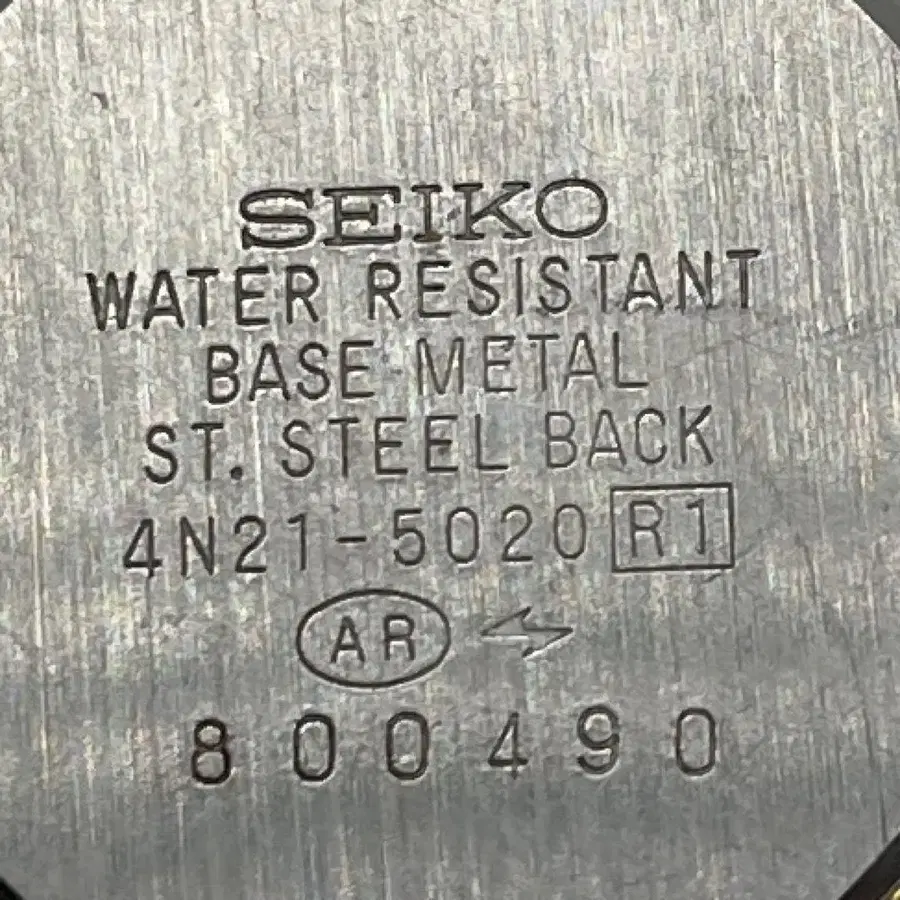 SEIKO
WATER RESISTANT
BASE METAL
ST. STEEL BACK
4N21-5020 R1
AR
800490